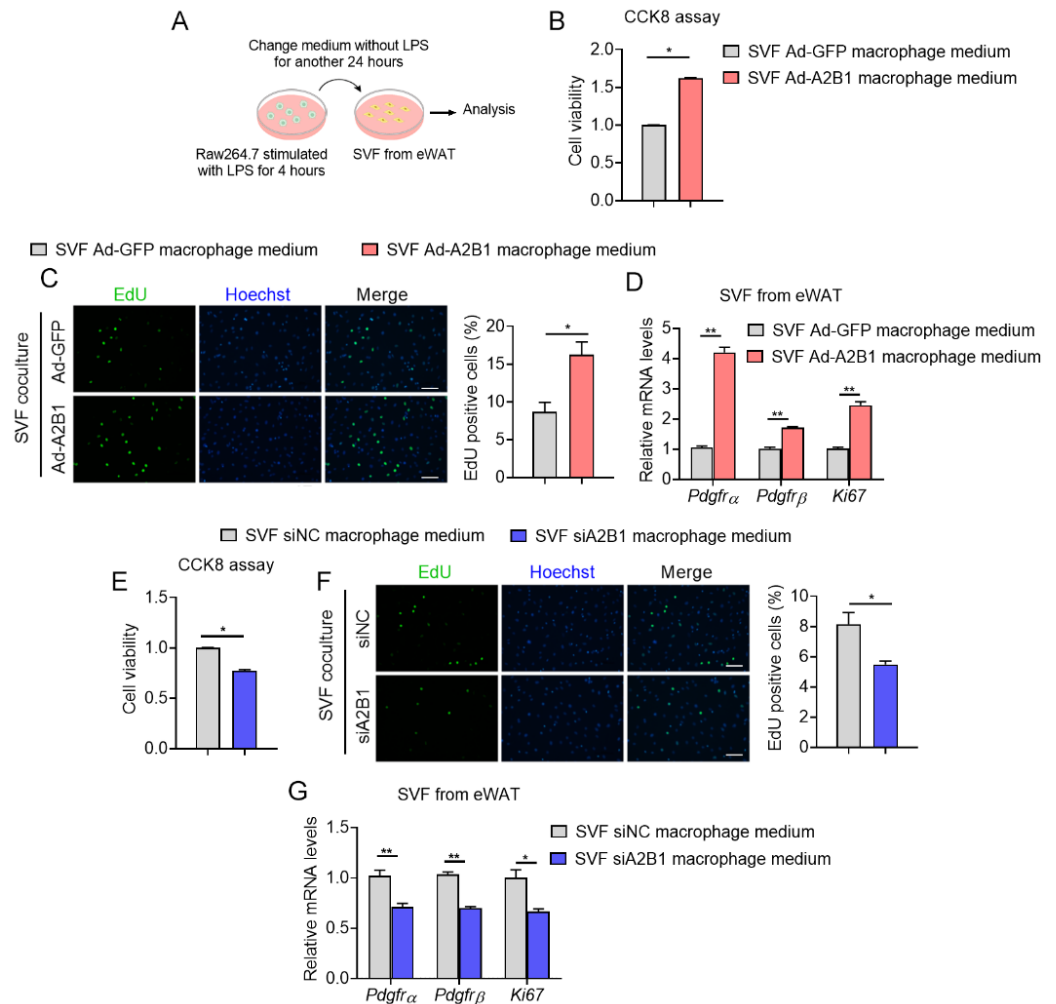 A
Change medium without LPS
for another 24 hours
Analysis
Raw264.7 stimulated
with LPS for 4 hours
SVF from eWAT
B
CCK8 assay
SVF Ad-GFP macrophage medium
SVF Ad-A2B1 macrophage medium
Cell viability
2.0
1.5
1.0
0.5
0.0
*
SVF Ad-GFP macrophage medium
SVF Ad-A2B1 macrophage medium
C
EdU
Hoechst
Merge
SVF coculture
Ad-GFP
Ad-A2B1
EdU positive cells (%)
20
15
10
5
0
*
D
SVF from eWAT
SVF Ad-GFP macrophage medium
SVF Ad-A2B1 macrophage medium
Relative mRNA levels
5
4
3
2
1
0
**
**
**
Pdgfrα
Pdgfrβ
Ki67
SVF siNC macrophage medium
SVF siA2B1 macrophage medium
E
CCK8 assay
Cell viability
1.5
1.0
0.5
0.0
*
F
EdU
Hoechst
Merge
SVF coculture
siNC
siA2B1
EdU positive cells (%)
10
8
6
4
2
0
*
G
SVF from eWAT
SVF siNC macrophage medium
SVF siA2B1 macrophage medium
Relative mRNA levels
1.5
1.0
0.5
0.0
**
**
*
Pdgfrα
Pdgfrβ
Ki67